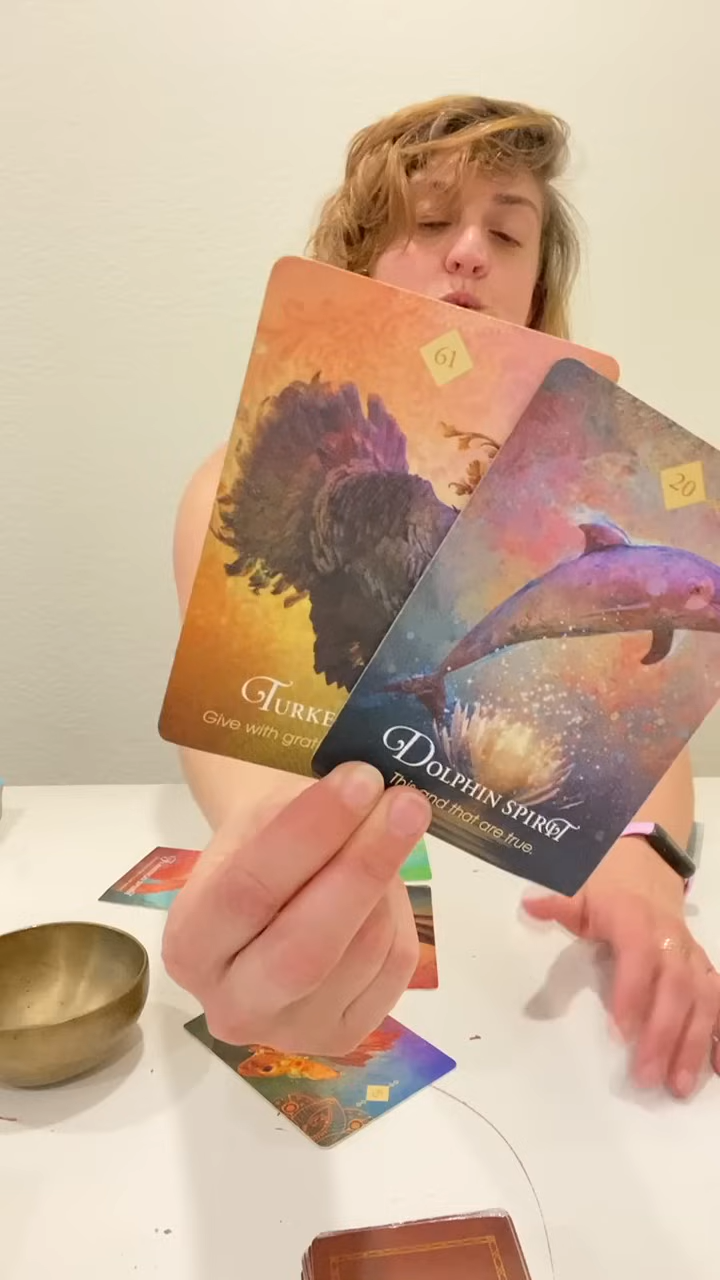 61
TURKE
Give with grat
20
DOLPHIN SPIRIT
This and that are true.